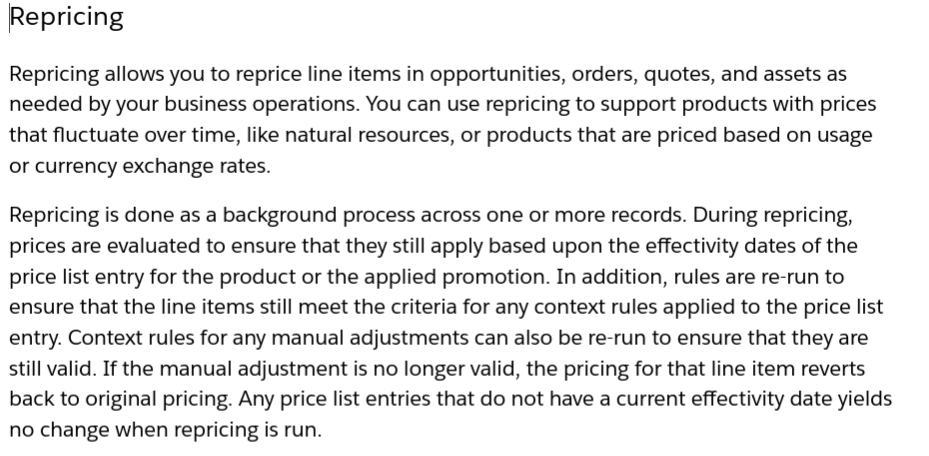 Repricing
Repricing allows you to reprice line items in opportunities, orders, quotes, and assets as
needed by your business operations. You can use repricing to support products with prices
that fluctuate over time, like natural resources, or products that are priced based on usage
or currency exchange rates.
Repricing is done as a background process across one or more records. During repricing,
prices are evaluated to ensure that they still apply based upon the effectivity dates of the
price list entry for the product or the applied promotion. In addition, rules are re-run to
ensure that the line items still meet the criteria for any context rules applied to the price list
entry. Context rules for any manual adjustments can also be re-run to ensure that they are
still valid. If the manual adjustment is no longer valid, the pricing for that line item reverts
back to original pricing. Any price list entries that do not have a current effectivity date yields
no change when repricing is run.